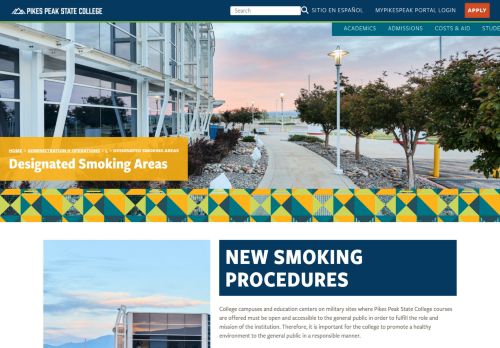 PIKES PEAK STATE COLLEGE
Search
SITIO EN ESPAÑOL
MYPIKESPEAK PORTAL LOGIN
APPLY
ACADEMICS
ADMISSIONS
COSTS & AID
STUDE
HOME > ADMINISTRATION & OPERATIONS > > DESIGNATED SMOKING AREAS
Designated Smoking Areas
NEW SMOKING
PROCEDURES
College campuses and education centers on military sites where Pikes Peak State College courses
are offered must be open and accessible to the general public in order to fulfill the role and
mission of the institution. Therefore, it is important for the college to promote a healthy
environment to the general public in a responsible manner.